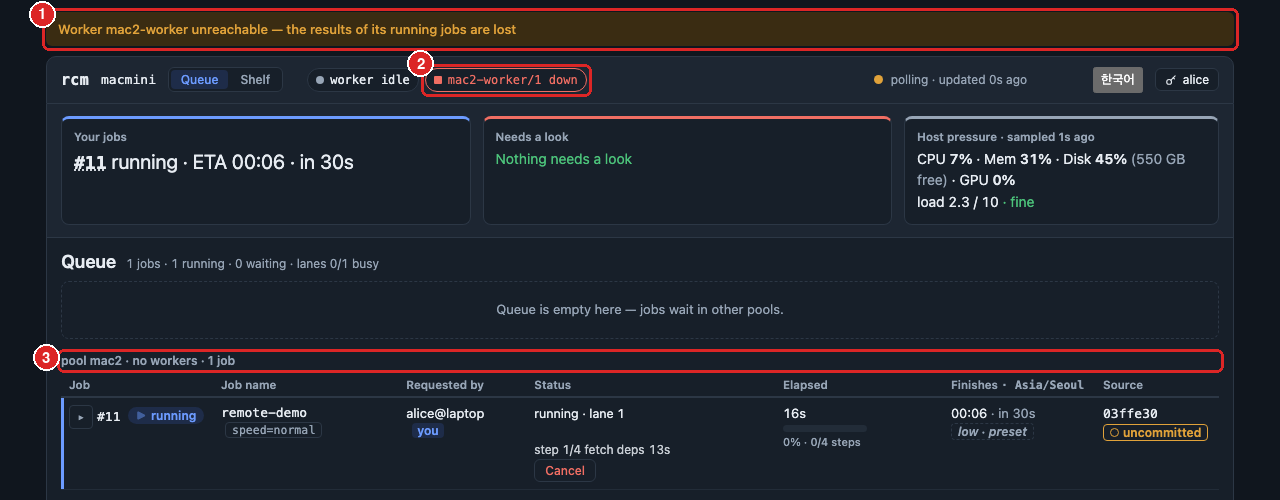 1
Worker mac2-worker unreachable — the results of its running jobs are lost
2
rcm macmini Queue Shelf worker idle mac2-worker/1 down polling · updated 0s ago 한국어 alice
Your jobs
#11 running · ETA 00:06 · in 30s
Needs a look
Nothing needs a look
Host pressure · sampled 1s ago
CPU 7% · Mem 31% · Disk 45% (550 GB
free) · GPU 0%
load 2.3 / 10 · fine
Queue 1 jobs · 1 running · 0 waiting · lanes 0/1 busy
Queue is empty here — jobs wait in other pools.
3
pool mac2 · no workers · 1 job
Job Job name Requested by Status Elapsed Finishes · Asia/Seoul Source
#11 running remote-demo alice@laptop running · lane 1 16s 00:06 · in 30s 03ffe30
speed=normal you 0% · 0/4 steps low · preset uncommitted
step 1/4 fetch deps 13s
Cancel